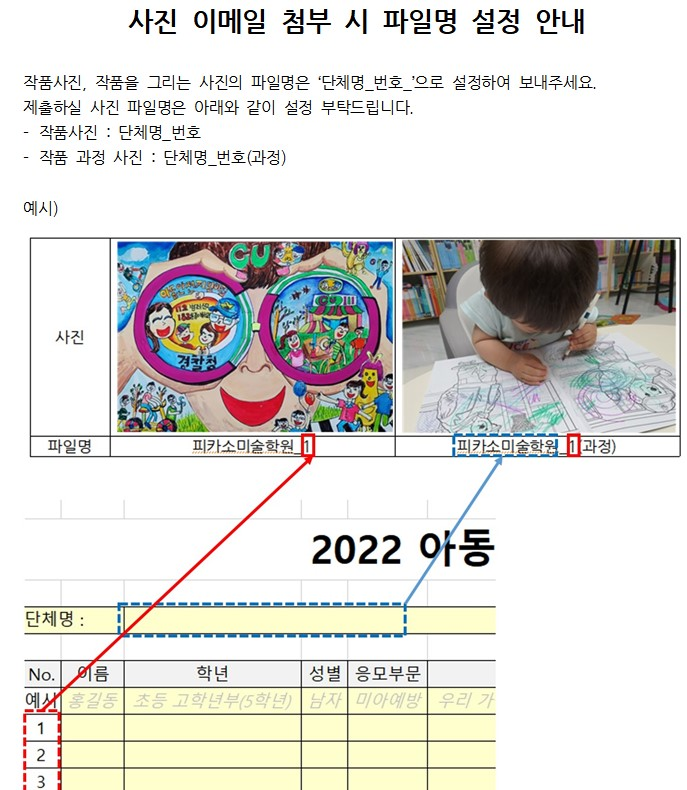 사진 이메일 첨부 시 파일명 설정 안내
작품사진, 작품을 그리는 사진의 파일명은 ‘단체명_번호_’으로 설정하여 보내주세요.
제출하실 사진 파일명은 아래와 같이 설정 부탁드립니다.
- 작품사진 : 단체명_번호
- 작품 과정 사진 : 단체명_번호(과정)
예시)
사진
CU
경찰청
CU
파일명 피카소미술학원_1 피카소미술학원_1(과정)
2022 아동
단체명 :
No. 이름 학년 성별 응모부문
예시 홍길동 초등 고학년부(5학년) 남자 미아예방 우리 가
1
2
3